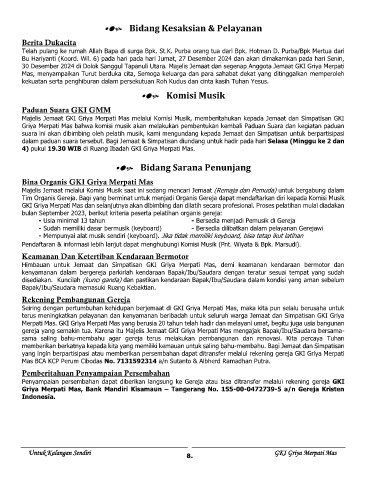 Bidang Kesaksian & Pelayanan
Berita Dukacita
Telah pulang ke rumah Allah Bapa di surga Bpk. St.K. Purba orang tua dari Bpk. Hotman D. Purba/Bpk Mertua dari
Bu Hariyanti (Koord. Wil. 6) pada hari pada hari Jumat, 27 Desember 2024 dan akan dimakamkan pada hari Senin,
30 Desember 2024 di Dolok Sanggul Tapanuli Utara. Majelis Jemaat dan segenap Anggota Jemaat GKI Griya Merpati
Mas, menyampaikan Turut berduka cita, Semoga keluarga dan para sahabat dekat yang ditinggalkan memperoleh
kekuatan serta penghiburan dalam persekutuan Roh Kudus dan cinta kasih Tuhan Yesus.
Komisi Musik
Paduan Suara GKI GMM
Majelis Jemaat GKI Griya Merpati Mas melalui Komisi Musik, memberitahukan kepada Jemaat dan Simpatisan GKI
Griya Merpati Mas bahwa komisi musik akan melakukan pembentukan kembali Paduan Suara dan kegiatan paduan
suara ini akan dibimbing oleh pelatih musik, kami mengundang kepada Jemaat dan Simpatisan untuk berpartisipasi
dalam paduan suara tersebut. Bagi Jemaat & Simpatisan diundang untuk hadir pada hari Selasa (Minggu ke 2 dan
4) pukul 19.30 WIB di Ruang Ibadah GKI Griya Merpati Mas.
Bidang Sarana Penunjang
Bina Organis GKI Griya Merpati Mas
Majelis Jemaat melalui Komisi Musik saat ini sedang mencari Jemaat (Remaja dan Pemuda) untuk bergabung dalam
Tim Organis Gereja. Bagi yang berminat untuk menjadi Organis Gereja dapat mendaftarkan diri kepada Komisi Musik
GKI Griya Merpati Mas dan selanjutnya akan dibimbing dan dilatih secara profesional. Proses pelatihan mulai diadakan
bulan September 2023, berikut kriteria peserta pelatihan organis gereja:
- Usia minimal 13 tahun - Bersedia menjadi Pemusik di Gereja
- Sudah memiliki dasar bermusik (keyboard) - Bersedia dilibatkan dalam pelayanan Gerejawi
- Mempunyai alat musik sendiri (keyboard). Jika tidak memiliki keyboard, bisa tetap ikut latihan
Pendaftaran & informasi lebih lanjut dapat menghubungi Komisi Musik (Pnt. Wiyata & Bpk. Marsudi).
Keamanan Dan Ketertiban Kendaraan Bermotor
Himbauan untuk Jemaat dan Simpatisan GKI Griya Merpati Mas, demi keamanan kendaraan bermotor dan
kenyamanan dalam bergereja parkirlah kendaraan Bapak/Ibu/Saudara dengan teratur sesuai tempat yang sudah
disediakan. Kuncilah (kunci ganda) dan pastikan kendaraan Bapak/Ibu/Saudara dalam kondisi yang aman sebelum
Bapak/Ibu/Saudara memasuki Ruang Kebaktian.
Rekening Pembangunan Gereja
Seiring dengan pertumbuhan kehidupan berjemaat di GKI Griya Merpati Mas, maka kita pun selalu berusaha untuk
terus meningkatkan pelayanan dan kenyamanan beribadah untuk seluruh warga Jemaat dan Simpatisan GKI Griya
Merpati Mas. GKI Griya Merpati Mas yang berusia 20 tahun telah hadir dan melayani umat, begitu juga usia bangunan
gereja yang semakin tua. Karena itu Majelis Jemaat GKI Griya Merpati Mas mengajak Bapak/Ibu/Saudara bersama-
sama saling bahu-membahu agar gereja terus melakukan pembangunan dan renovasi. Kita percaya Tuhan
memberikan berkatnya kepada kita yang memiliki kemauan untuk saling bahu-membahu. Bagi Jemaat dan Simpatisan
yang ingin berpartisipasi atau memberikan persembahan dapat ditransfer melalui rekening gereja GKI Griya Merpati
Mas BCA KCP Perum Cibodas No. 7131592314 a/n Sutanto & Abherd Ramadhan Putra.
Pemberitahuan Penyampaian Persembahan
Penyampaian persembahan dapat diberikan langsung ke Gereja atau bisa ditransfer melalui rekening gereja GKI
Griya Merpati Mas, Bank Mandiri Kisamaun – Tangerang No. 155-00-0472739-5 a/n Gereja Kristen
Indonesia.
Untuk Kalangan Sendiri 8. GKI Griya Merpati Mas